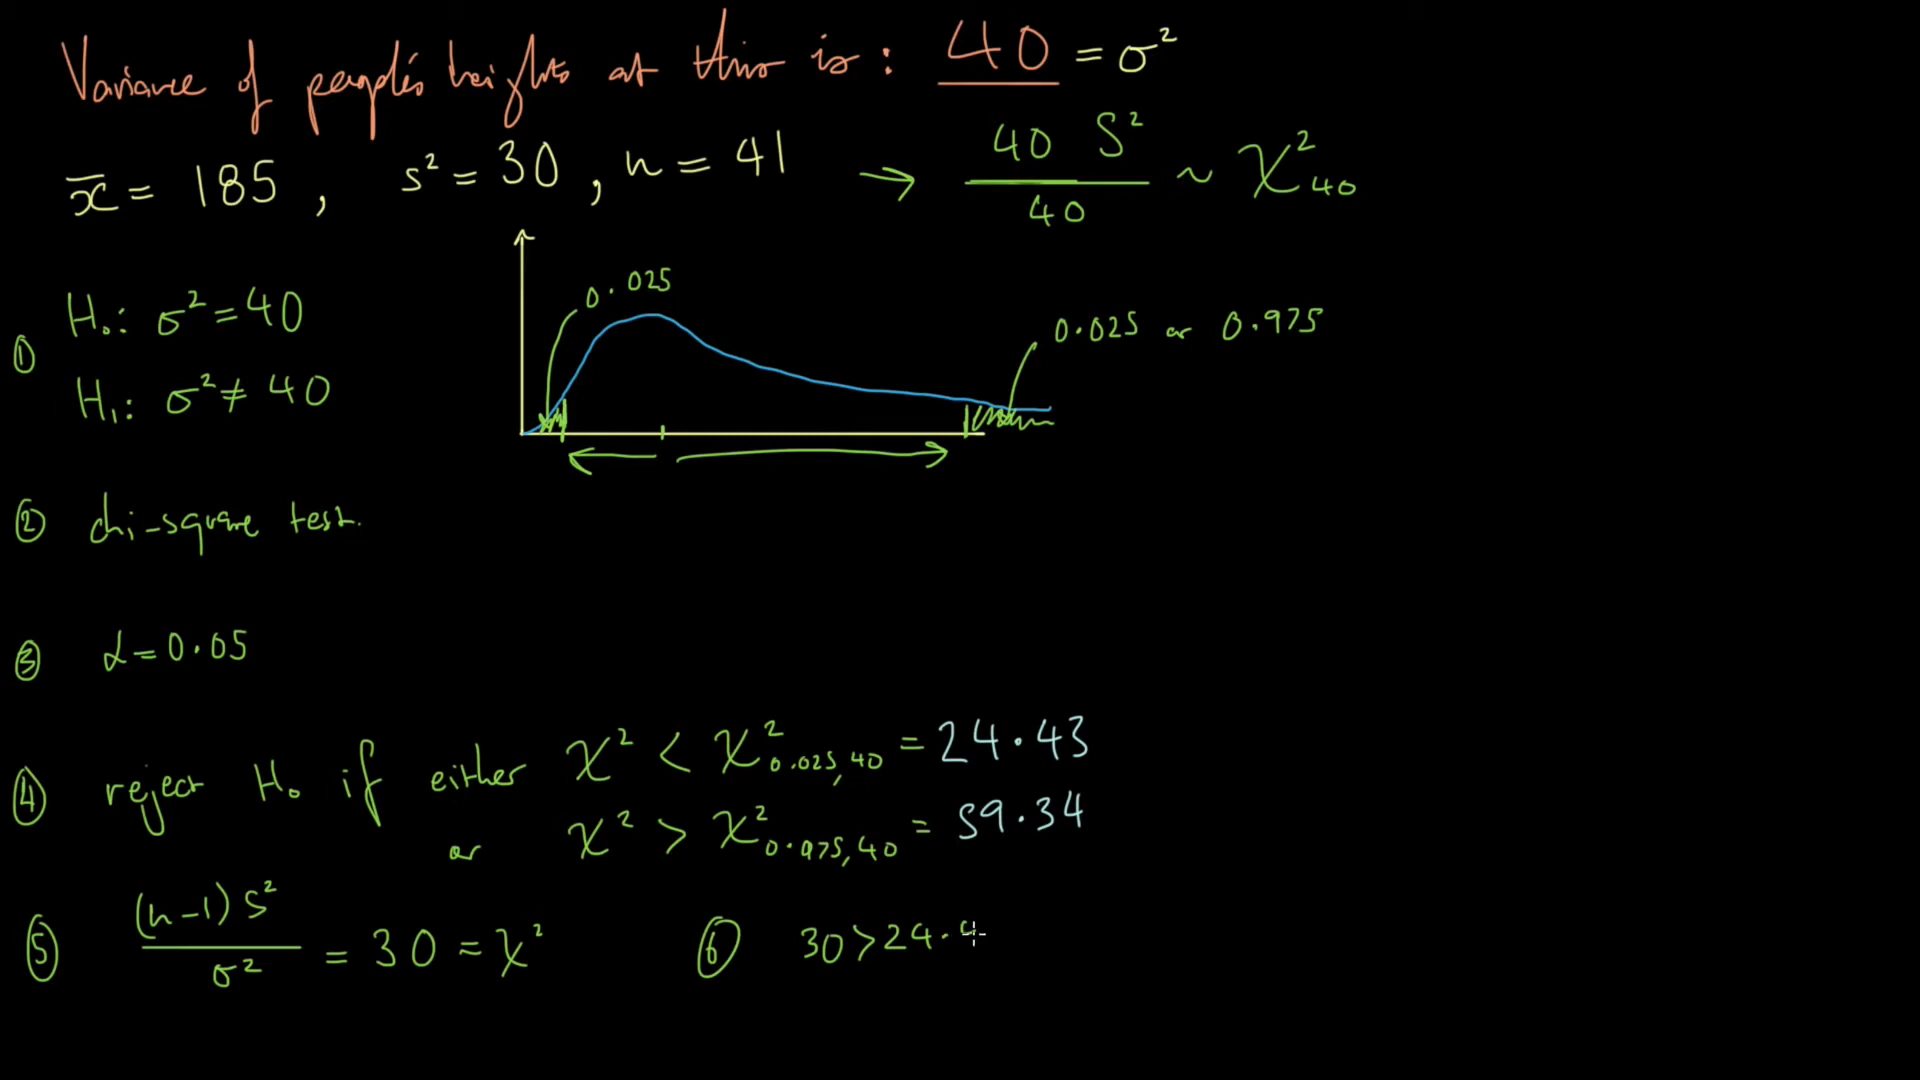 Variance of people's heights at this is: 40 = σ²
x̄ = 185, s² = 30, n = 41 → 40 S² / 40 ~ χ²₄₀
0.025
0.025 or 0.975
① H₀: σ² = 40
H₁: σ² ≠ 40
② chi-square test.
③ α = 0.05
④ reject H₀ if either χ² < χ²0.025,40 = 24.43
or χ² > χ²0.975,40 = 59.34
⑤ (n-1) S² / σ² = 30 = χ²
⑥ 30 > 24.4